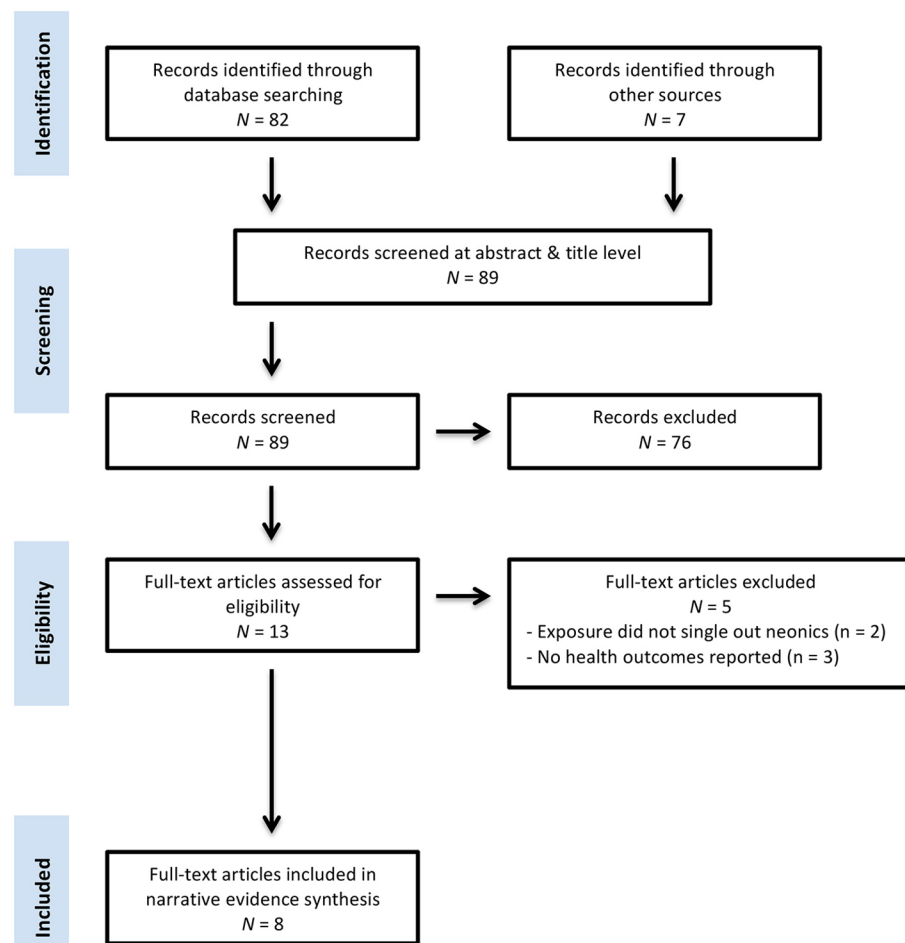 Identification
Records identified through
database searching
N = 82
Records identified through
other sources
N = 7
Screening
Records screened at abstract & title level
N = 89
Records screened
N = 89
Records excluded
N = 76
Eligibility
Full-text articles assessed for
eligibility
N = 13
Full-text articles excluded
N = 5
- Exposure did not single out neonics (n = 2)
- No health outcomes reported (n = 3)
Included
Full-text articles included in
narrative evidence synthesis
N = 8